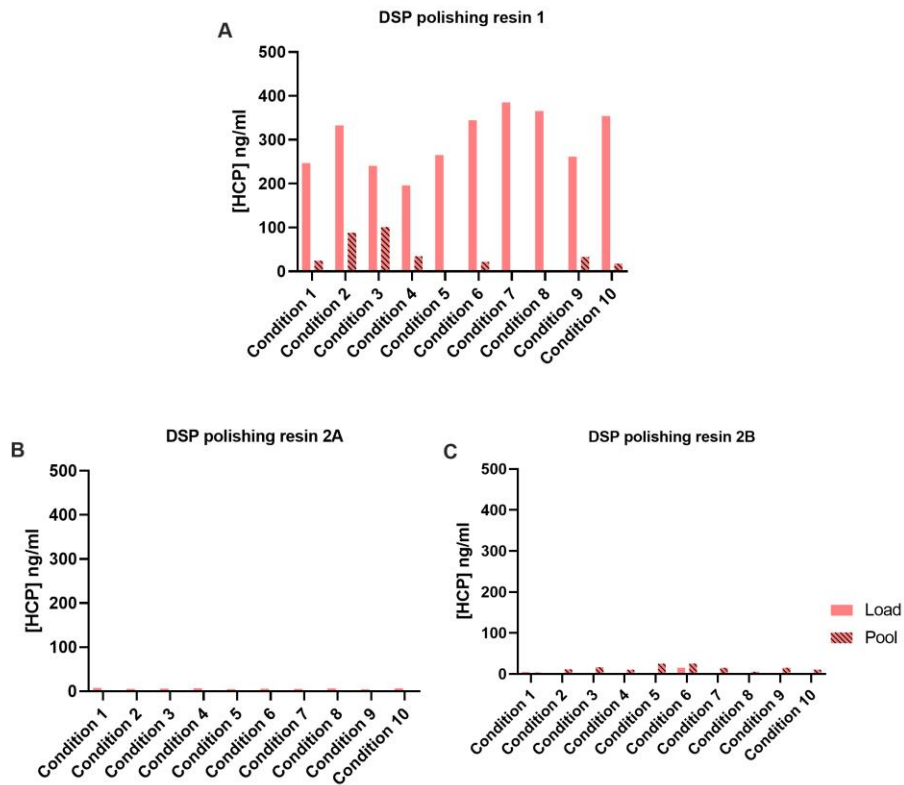 DSP polishing resin 1
A
500
400
300
200
100
0
[HCP] ng/ml
Condition 1
Condition 2
Condition 3
Condition 4
Condition 5
Condition 6
Condition 7
Condition 8
Condition 9
Condition 10
DSP polishing resin 2A
B
500
400
300
200
100
0
[HCP] ng/ml
Condition 1
Condition 2
Condition 3
Condition 4
Condition 5
Condition 6
Condition 7
Condition 8
Condition 9
Condition 10
DSP polishing resin 2B
C
500
400
300
200
100
0
[HCP] ng/ml
Condition 1
Condition 2
Condition 3
Condition 4
Condition 5
Condition 6
Condition 7
Condition 8
Condition 9
Condition 10
Load
Pool